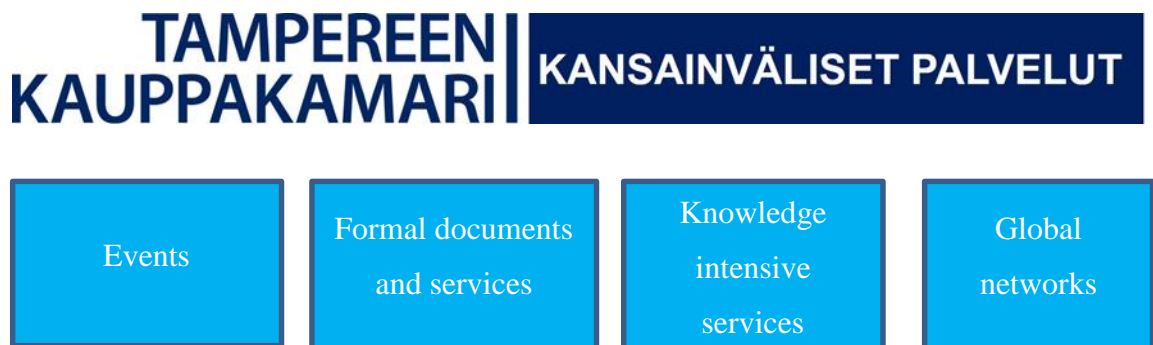 TAMPEREEN
KAUPPAKAMARI
KANSAINVÄLISET PALVELUT
Events
Formal documents
and services
Knowledge
intensive
services
Global
networks